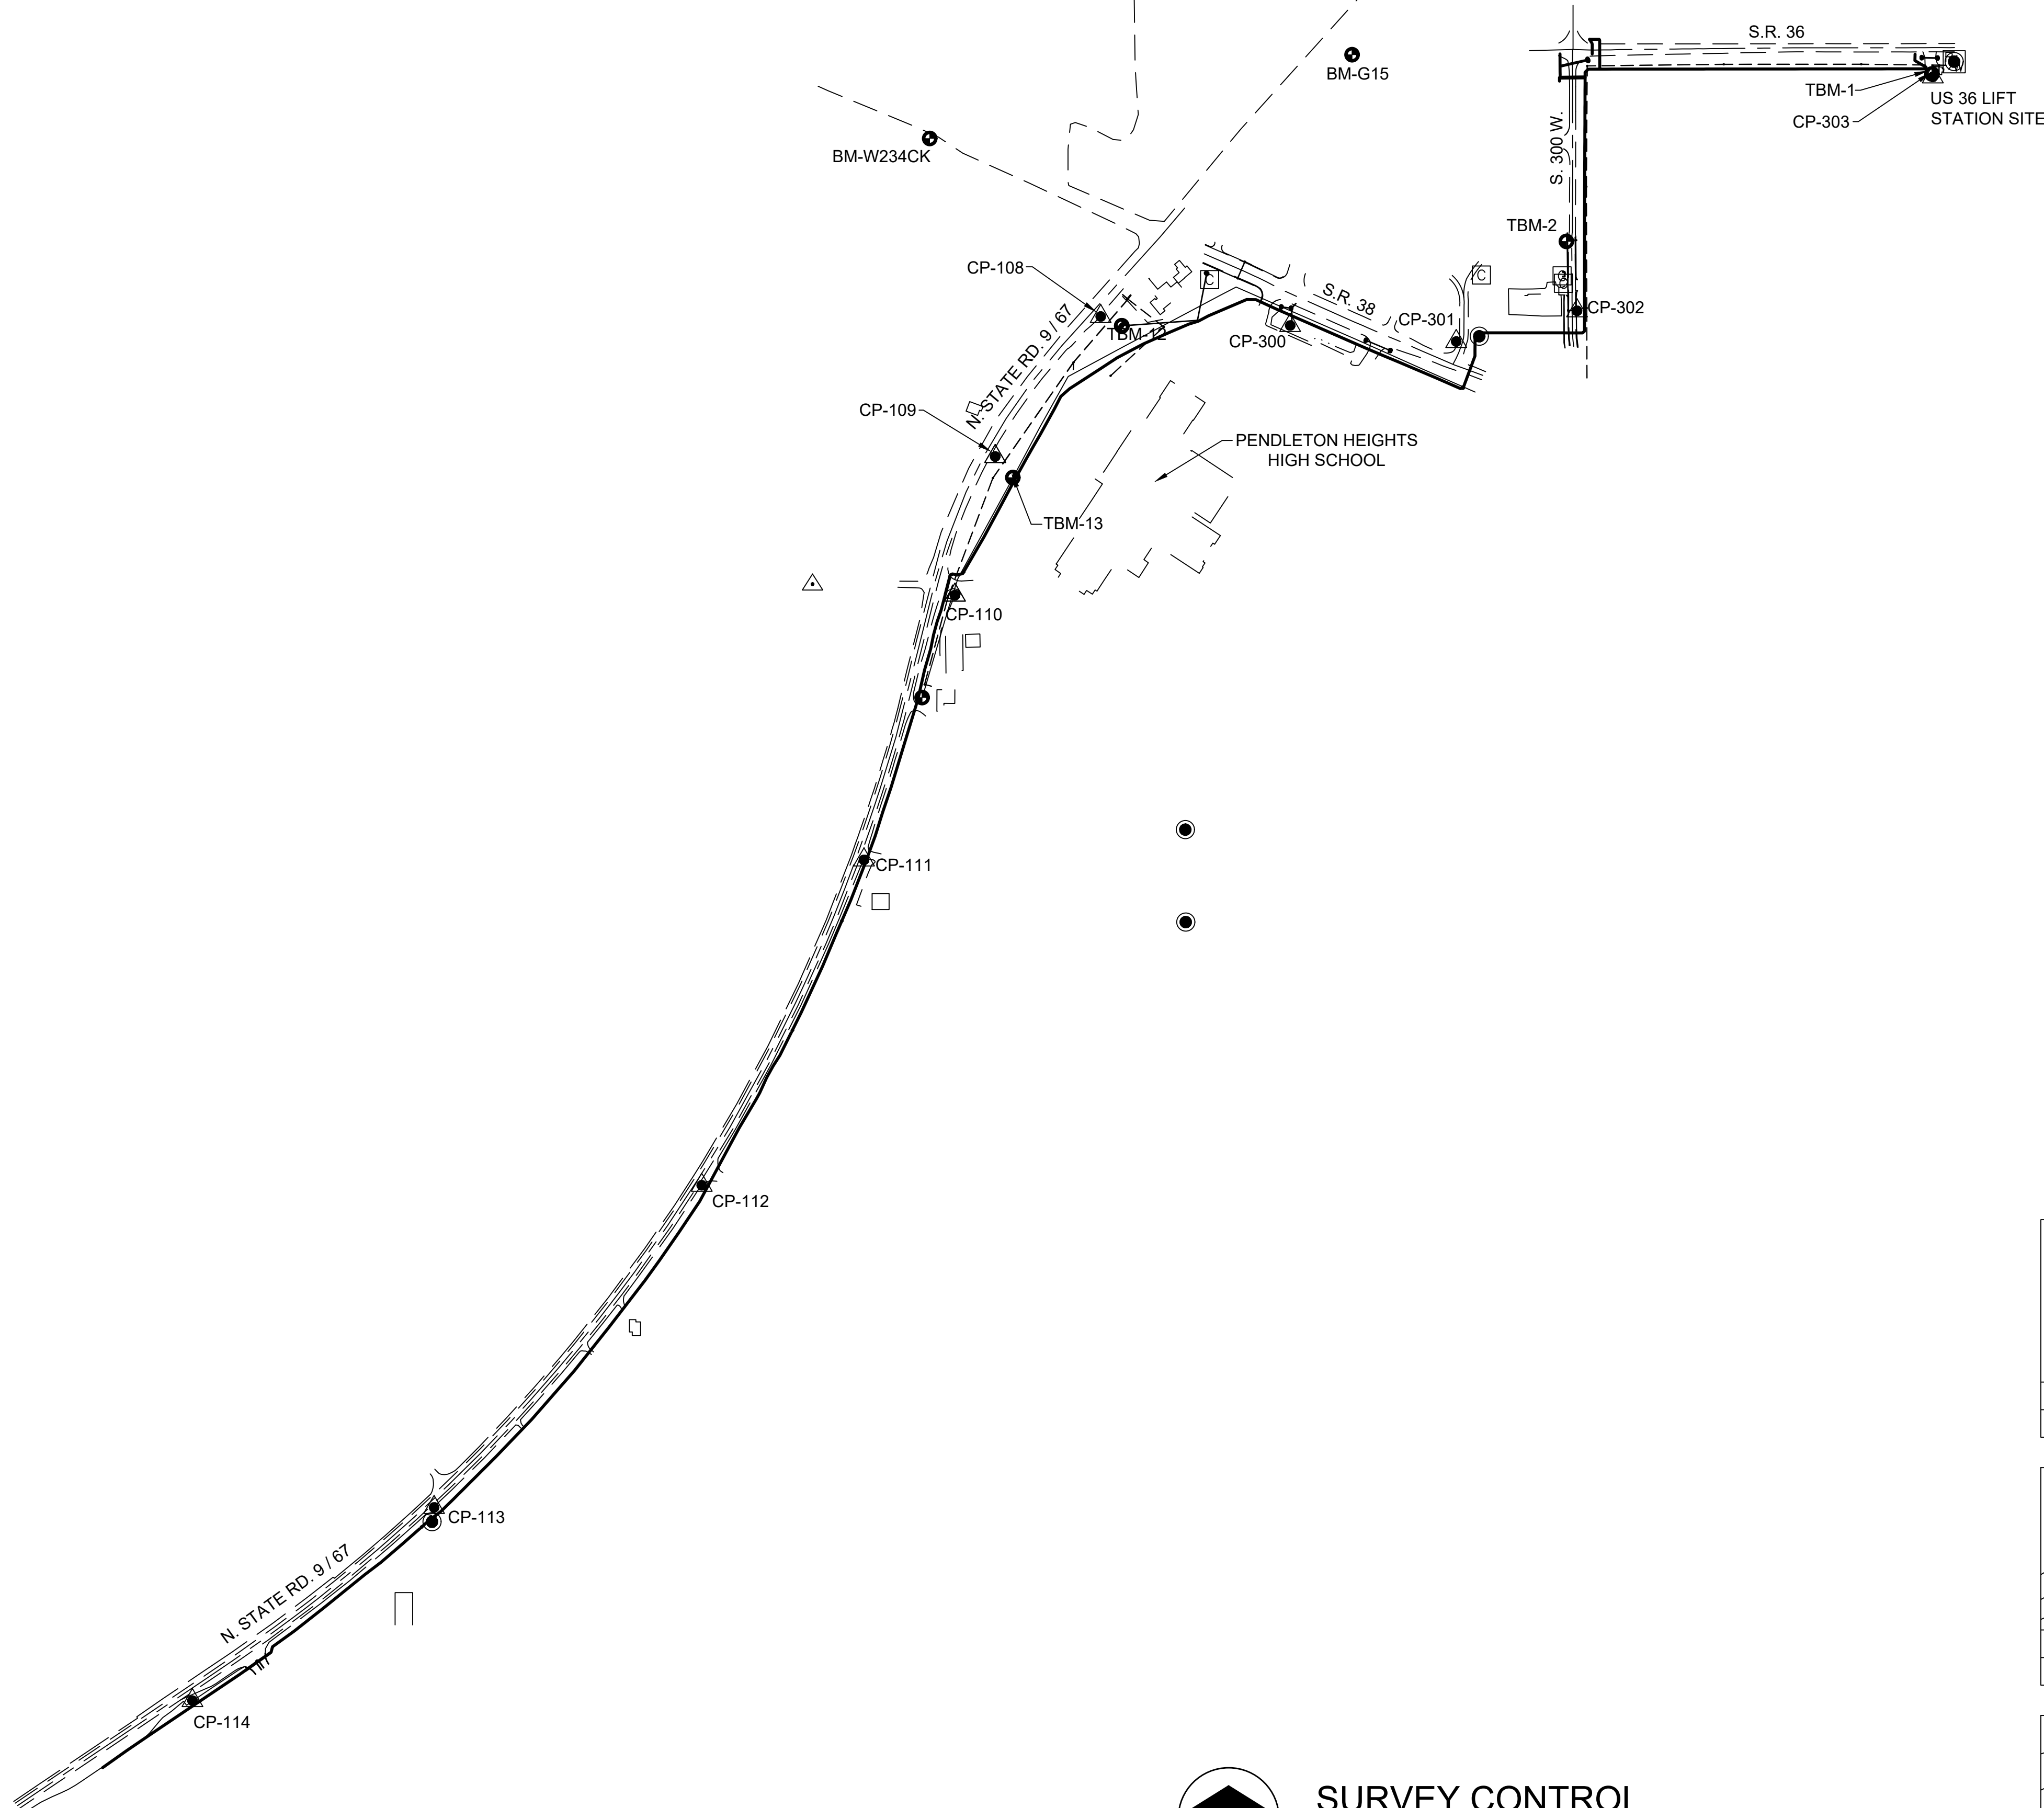 S.R. 36
BM-G15
TBM-1
US 36 LIFT
STATION SITE
CP-303
BM-W234CK
S. 300 W.
TBM-2
CP-108
C
C
S.R. 38
CP-302
CP-301
TBM-12
CP-300
N. STATE RD. 9 / 67
CP-109
PENDLETON HEIGHTS
HIGH SCHOOL
TBM-13
CP-110
CP-111
CP-112
CP-113
N. STATE RD. 9 / 67
CP-114
SURVEY CONTROL